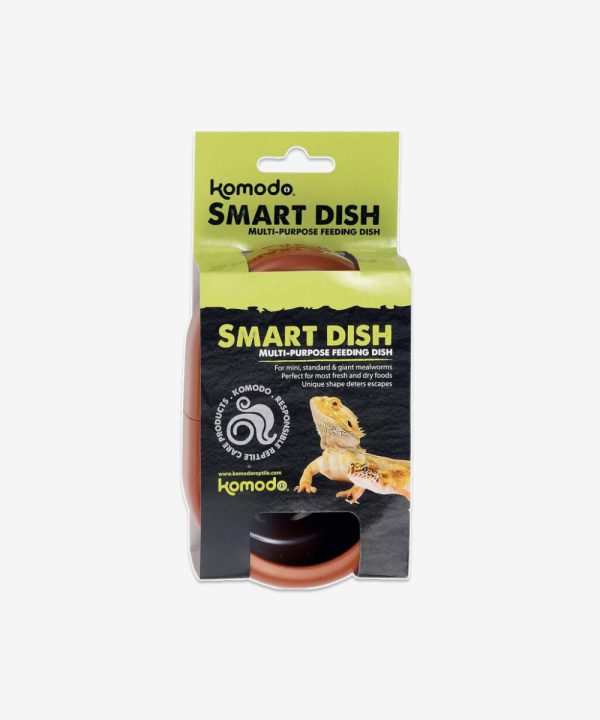 komodo
SMART DISH
MULTI-PURPOSE FEEDING DISH
SMART DISH
MULTI-PURPOSE FEEDING DISH
For mini, standard & giant mealworms
Perfect for most fresh and dry foods
Unique shape deters escapes
KOMODO . RESPONSIBLE REPTILE CARE PRODUCTS .
www.komodoreptile.com
komodo